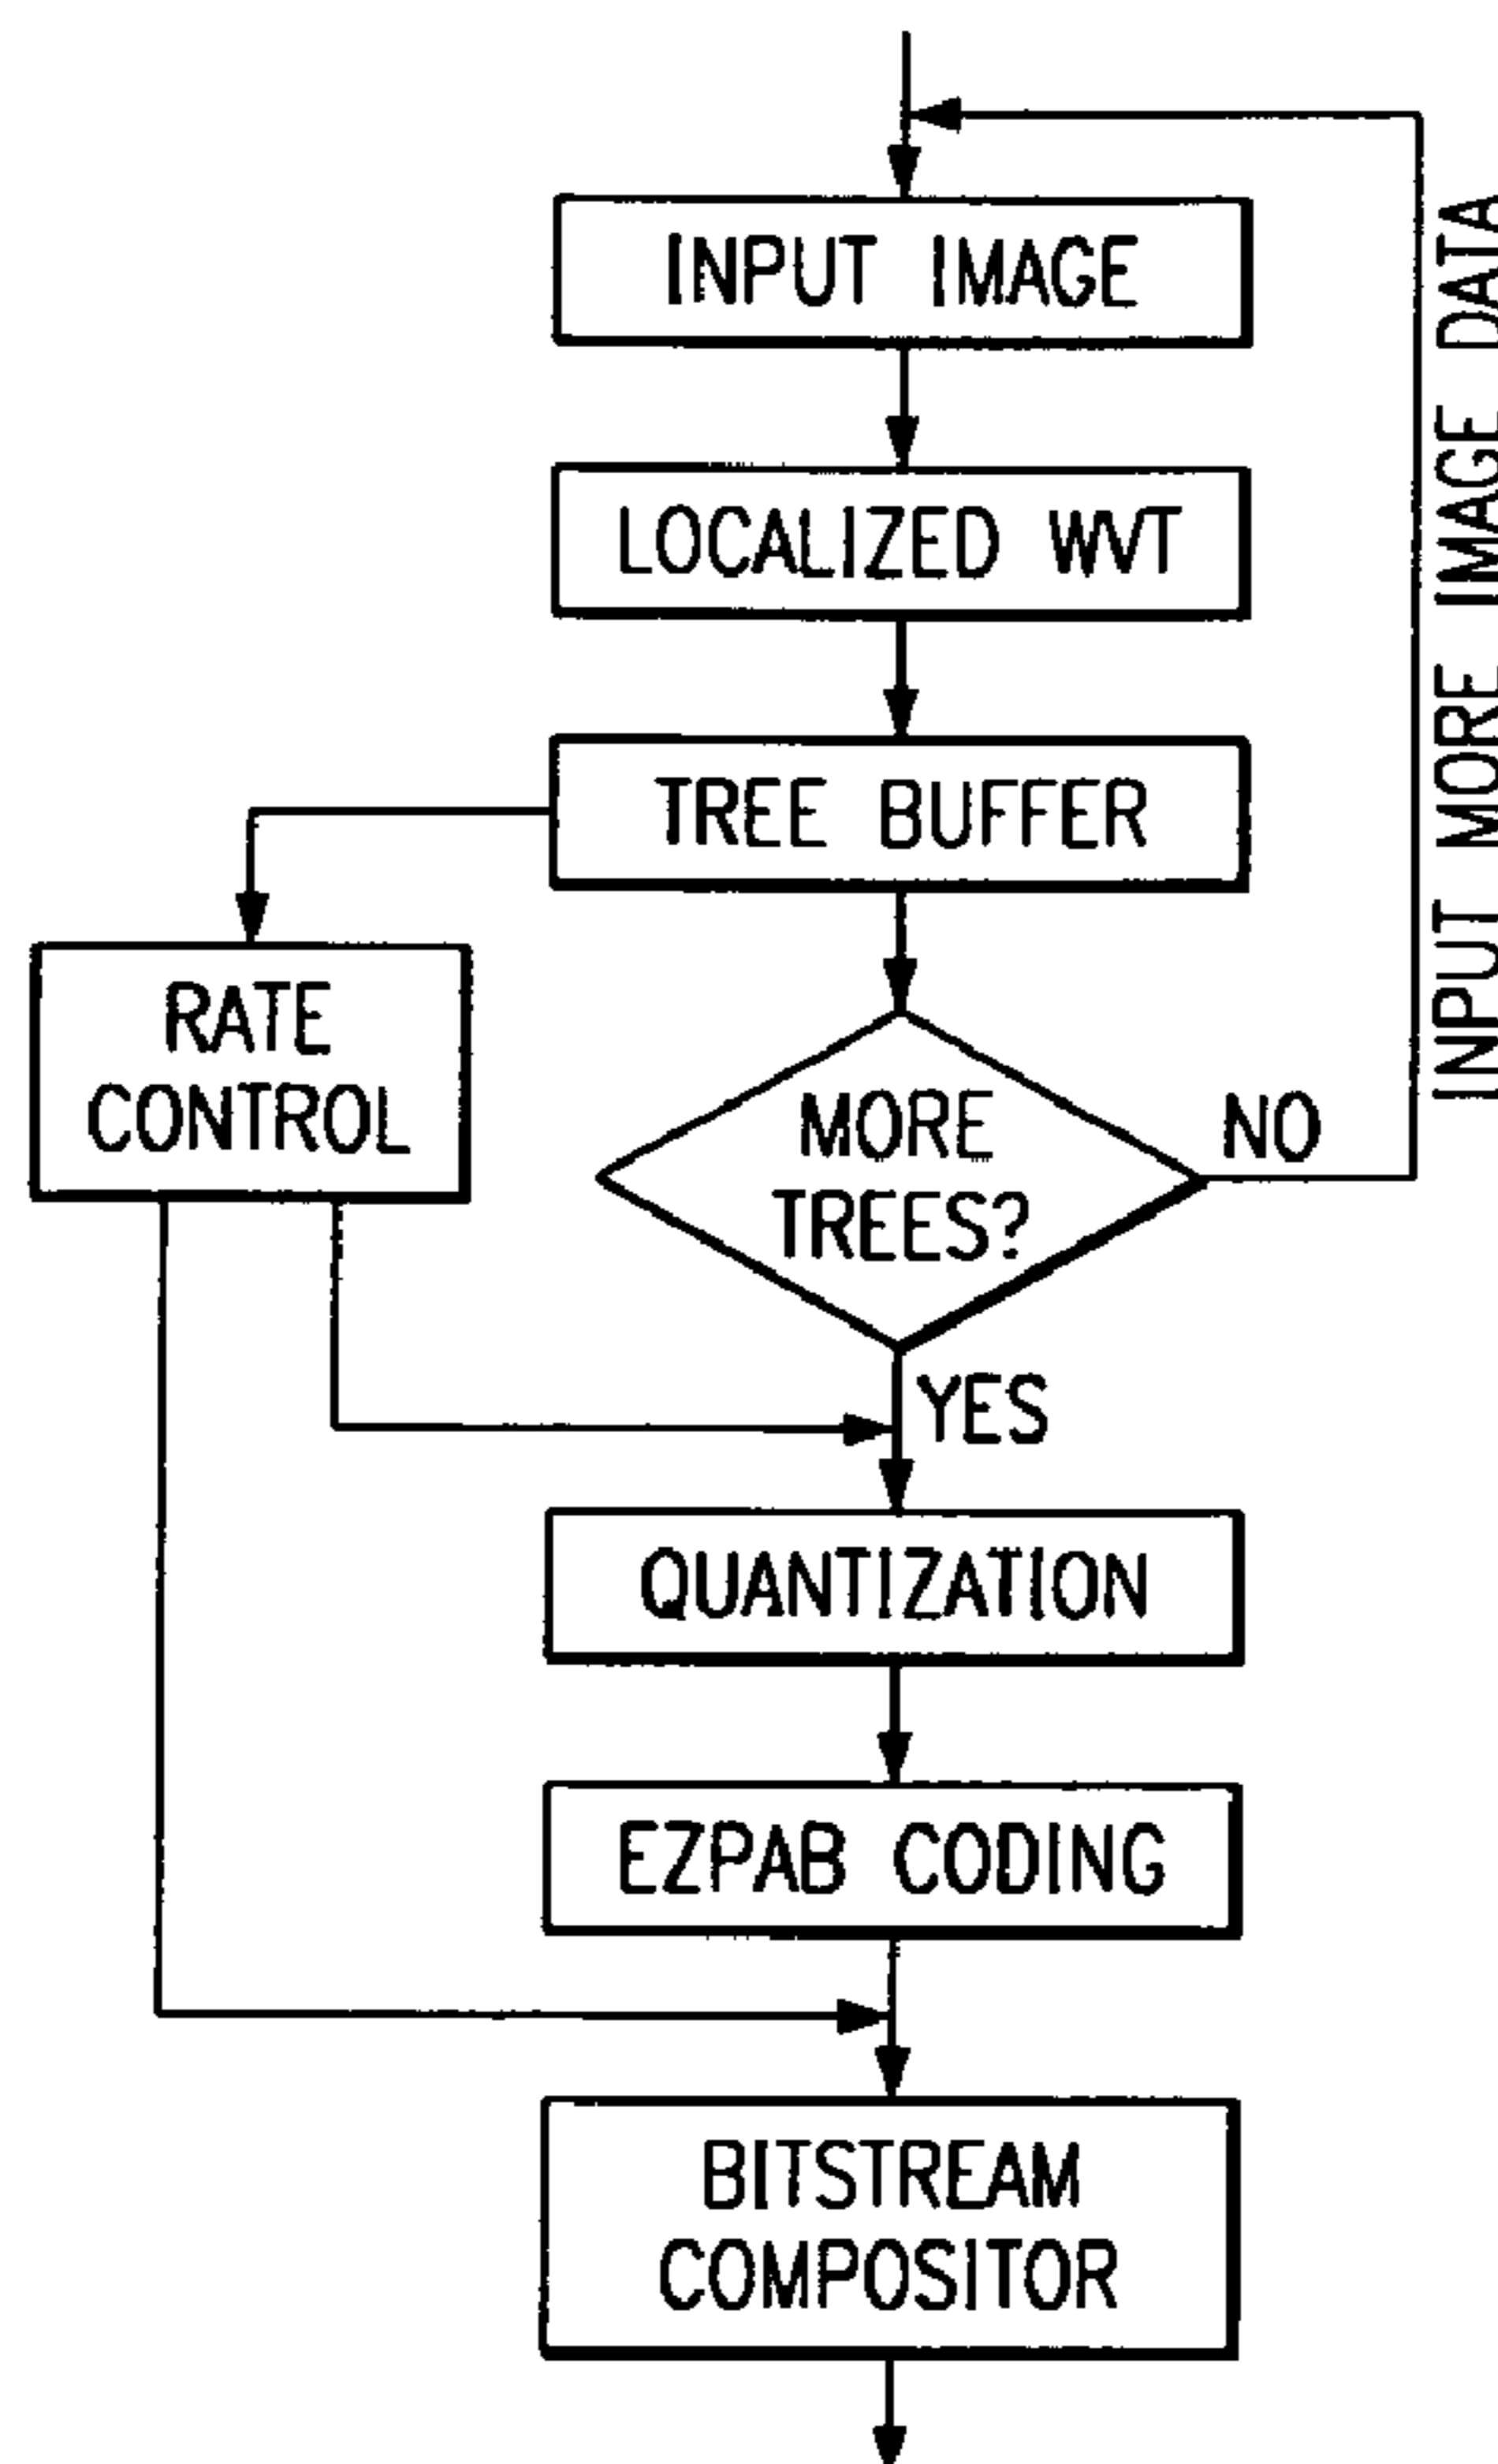 INPUT IMAGE
LOCALIZED WVT
TREE BUFFER
RATE
CONTROL
MORE
TREES?
NO
INPUT MORE IMAGE DATA
YES
QUANTIZATION
EZPAB CODING
BITSTREAM
COMPOSITOR